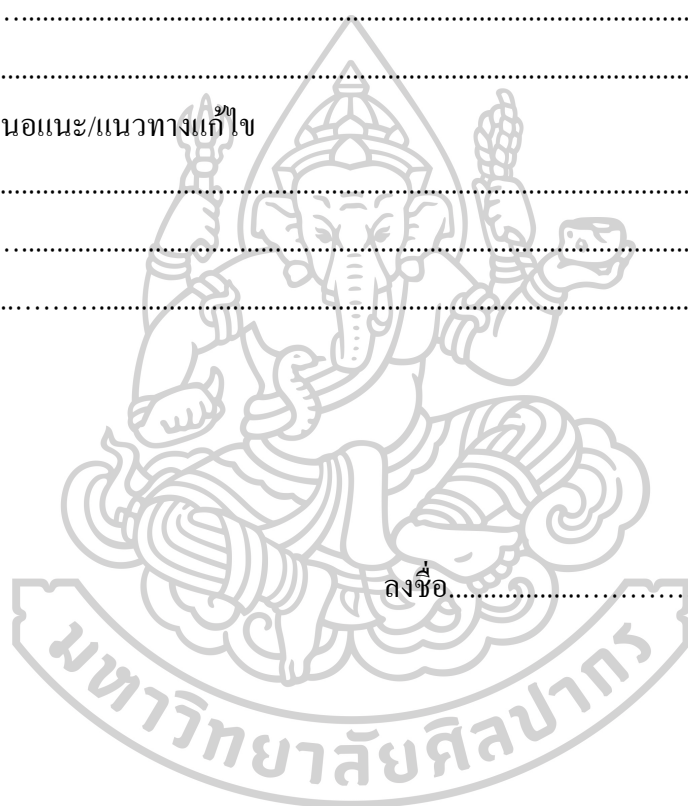 …..............................................................................................
..................................................................................................
นอแนะ/แนวทางแก้ไข
..................................................................................................
…..............................................................................................
..………..................................................................................
ลงชื่อ...................…………
มหาวิทยาลัยศิลปากร